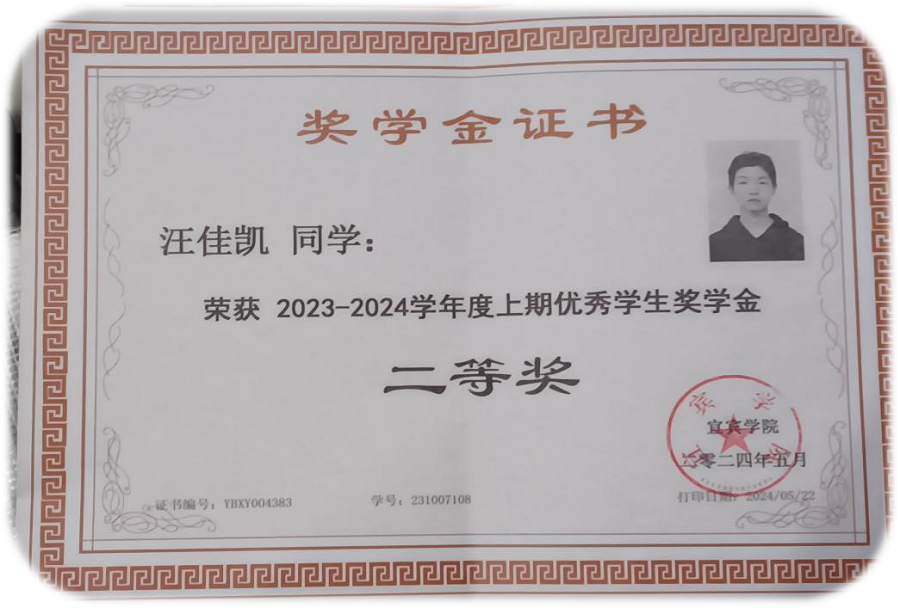 奖学金证书
汪佳凯 同学：
荣获 2023-2024学年度上期优秀学生奖学金
二等奖
宜宾学院
二零二四年五月
证书编号：YBXY004383
学号：231007108
打印日期：2024/05/22